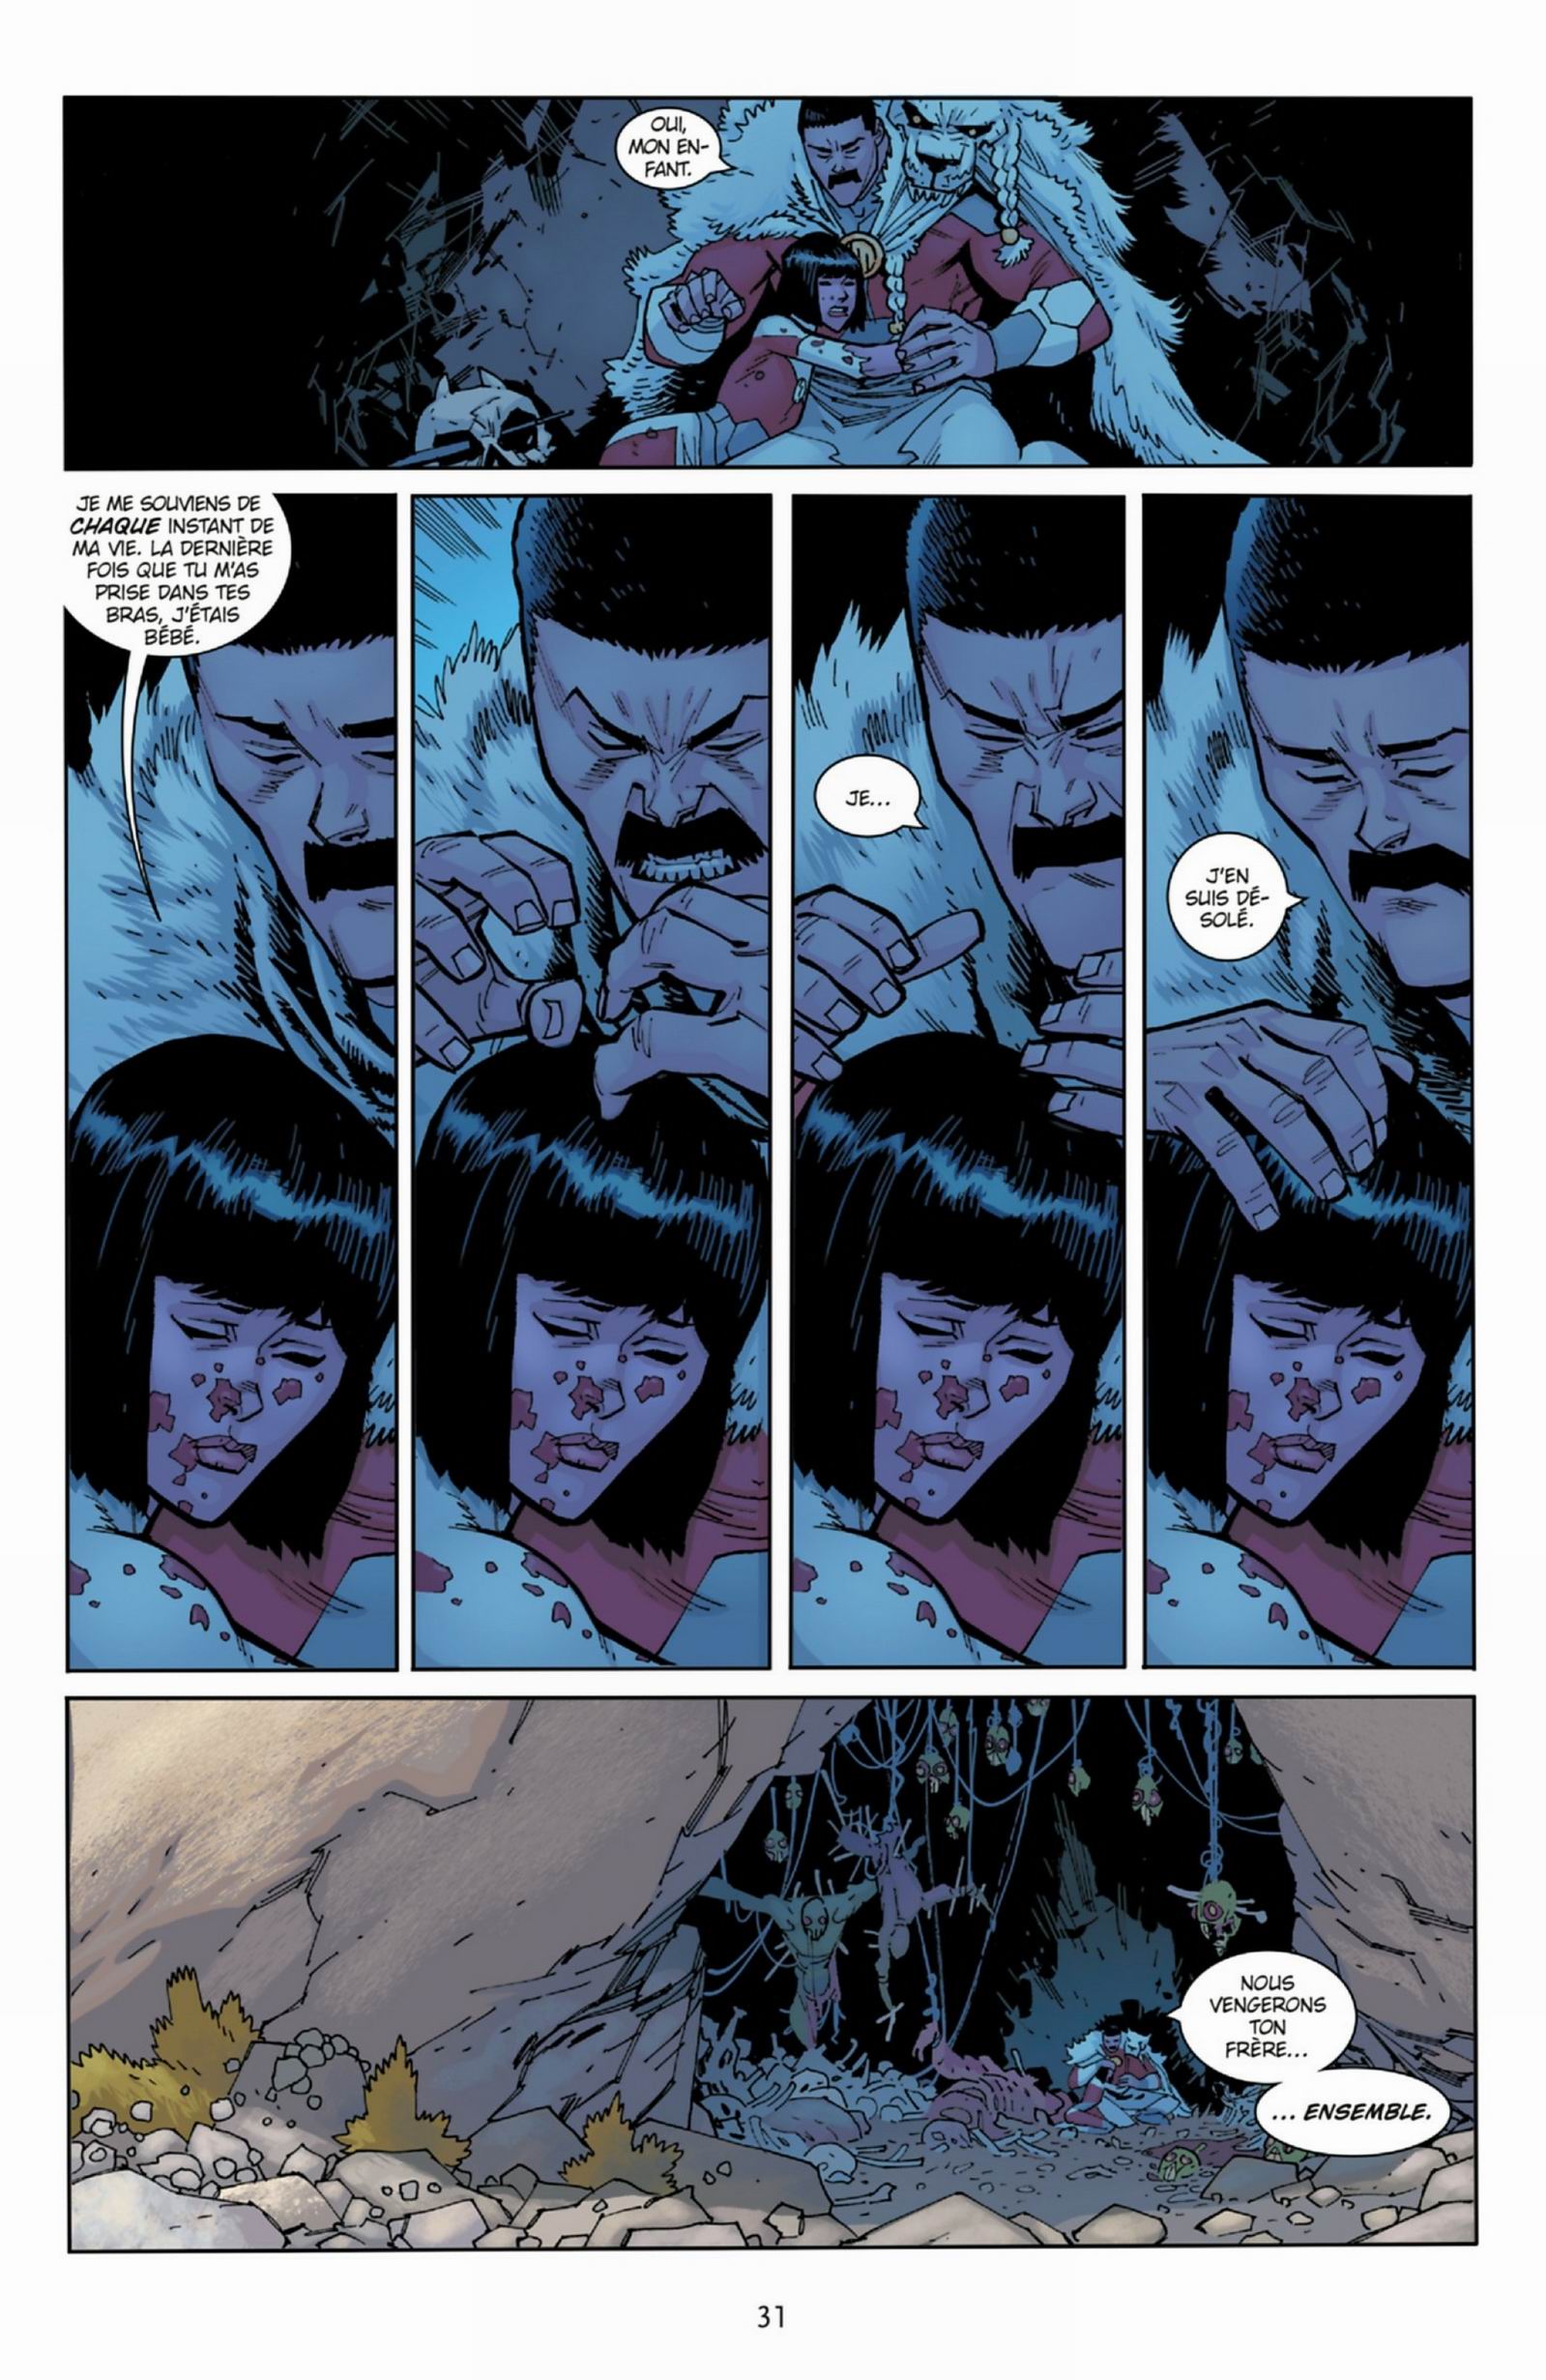 OUI,
MON EN-
FANT.
JE ME SOUVIENS DE
CHAQUE INSTANT DE
MA VIE. LA DERNIÈRE
FOIS QUE TU M'AS
PRISE DANS TES
BRAS, J'ÉTAIS
BÉBÉ.
JE...
J'EN
SUIS DÉ-
SOLÉ.
NOUS
VENGERONS
TON
FRÈRE...
... ENSEMBLE.
31